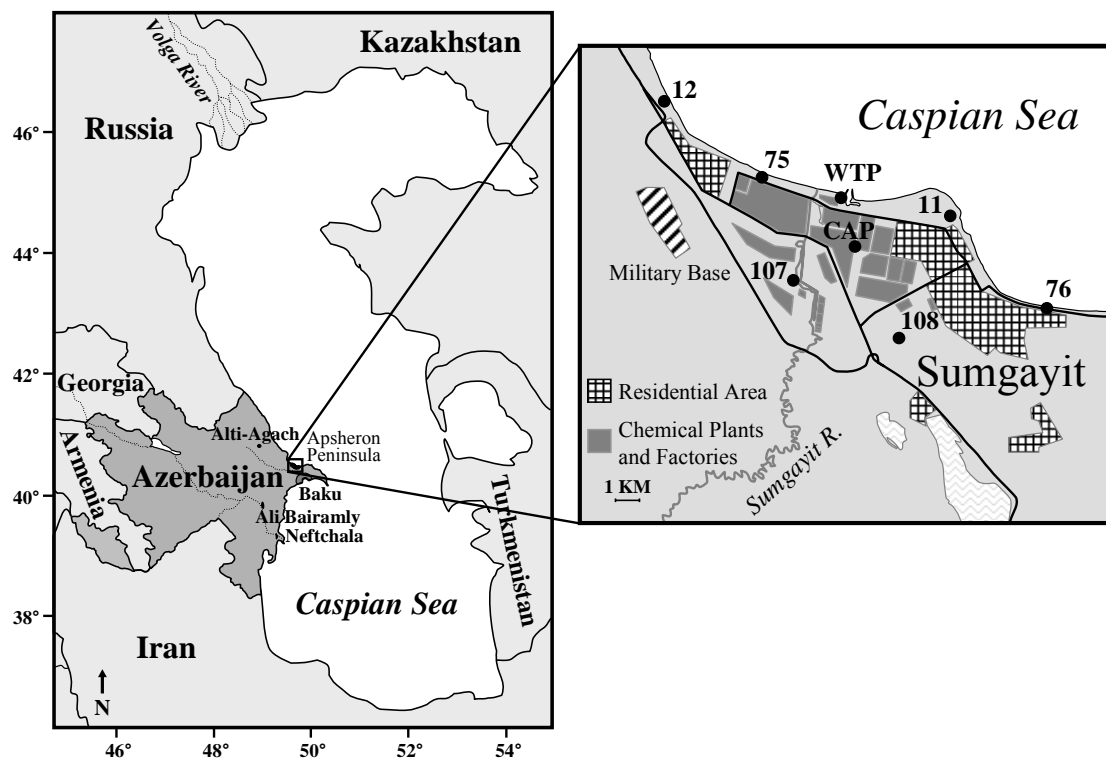 Volga River
Kazakhstan
Russia
46°
44°
42°
40°
38°
Georgia
Armenia
Alti-Agach
Apsheron
Peninsula
Azerbaijan
Baku
Ali Bairamly
Neftchala
Turkmenistan
Caspian Sea
Iran
N
46°
48°
50°
52°
54°
12
Caspian Sea
75
WTP
11
CAP
Military Base
107
76
108
Sumgayit
Residential Area
Chemical Plants
and Factories
Sumgayit R.
1 KM